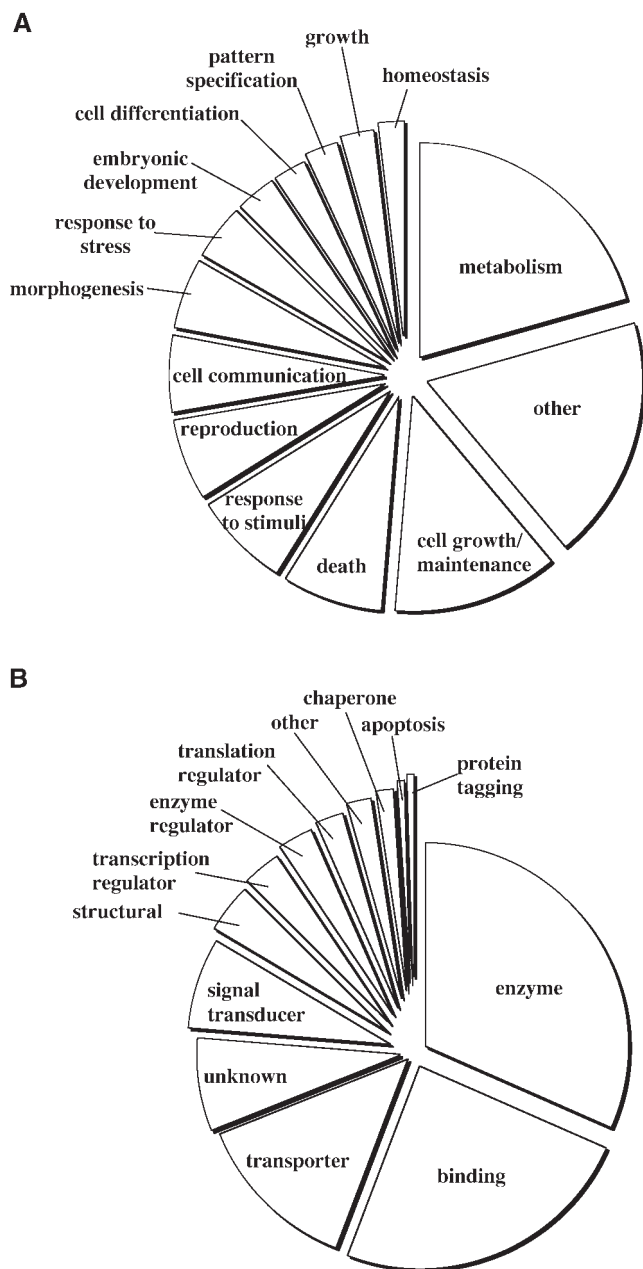 A
growth
pattern
specification
homeostasis
cell differentiation
embryonic
development
response to
stress
morphogenesis
metabolism
cell communication
other
reproduction
response
to stimuli
death
cell growth/
maintenance
B
chaperone
other
apoptosis
translation
regulator
protein
tagging
enzyme
regulator
transcription
regulator
structural
signal
transducer
enzyme
unknown
transporter
binding